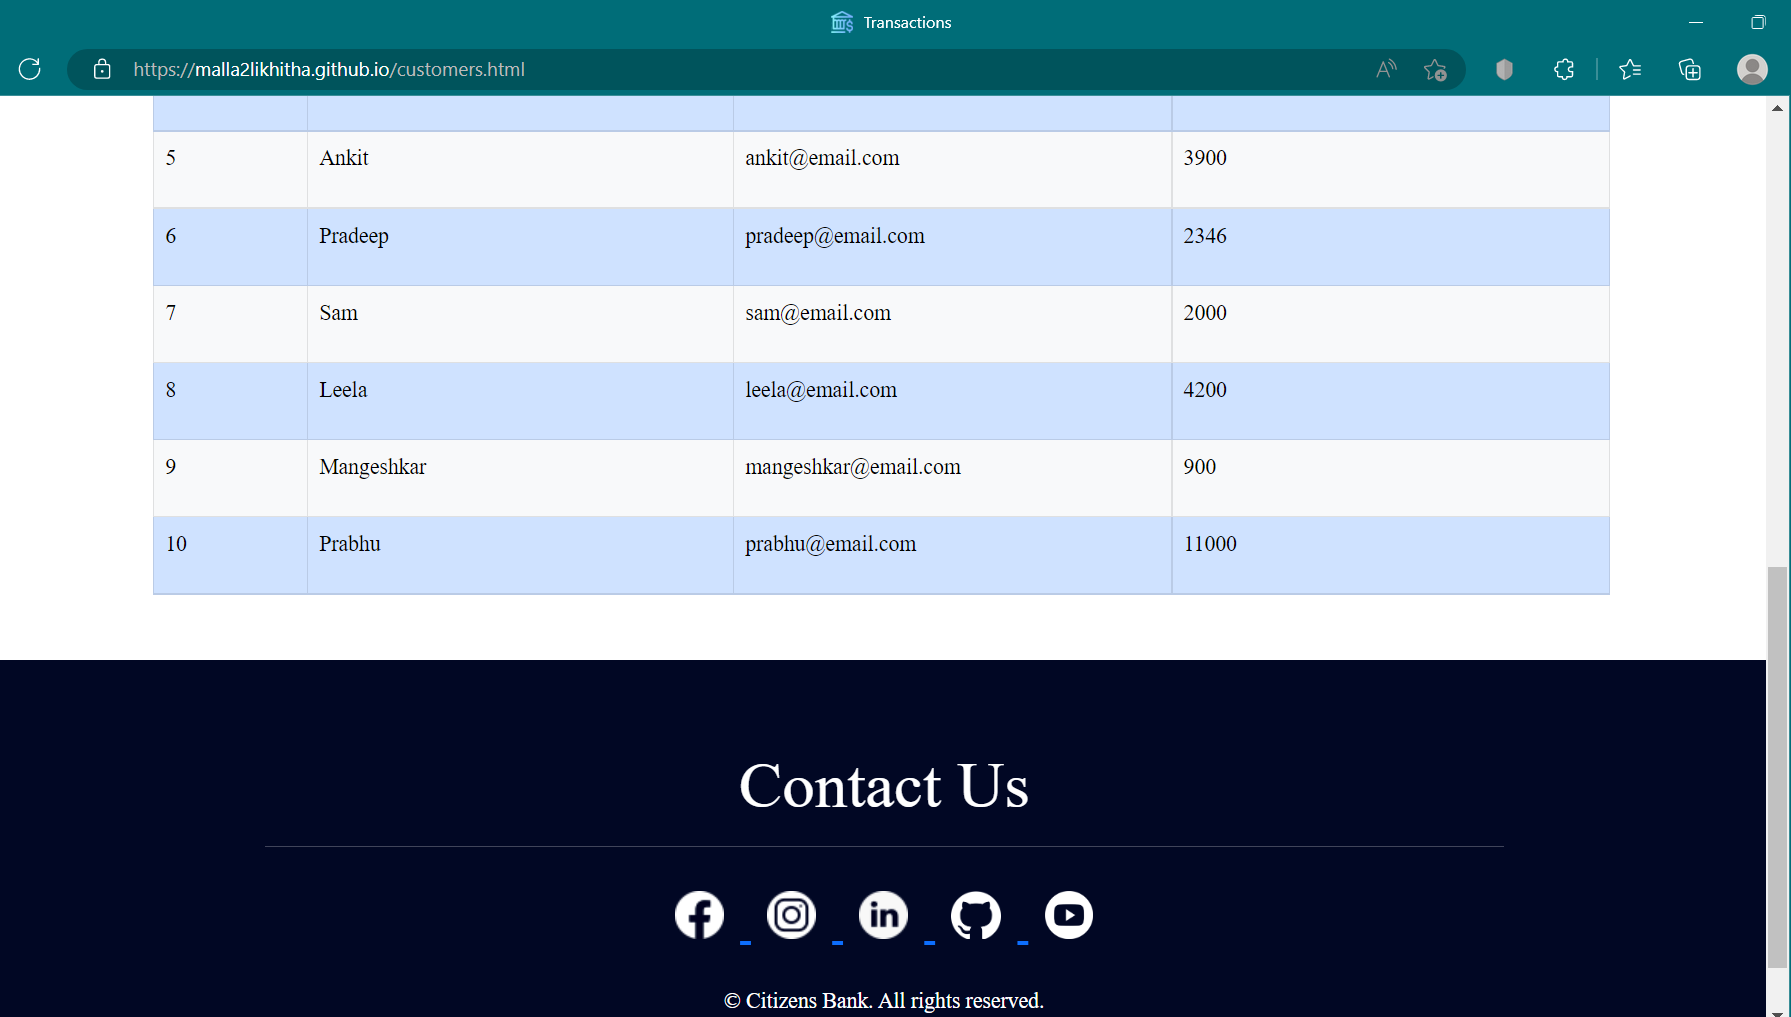 Transactions
https://malla2likhitha.github.io/customers.html
5 Ankit ankit@email.com 3900
6 Pradeep pradeep@email.com 2346
7 Sam sam@email.com 2000
8 Leela leela@email.com 4200
9 Mangeshkar mangeshkar@email.com 900
10 Prabhu prabhu@email.com 11000
Contact Us
© Citizens Bank. All rights reserved.